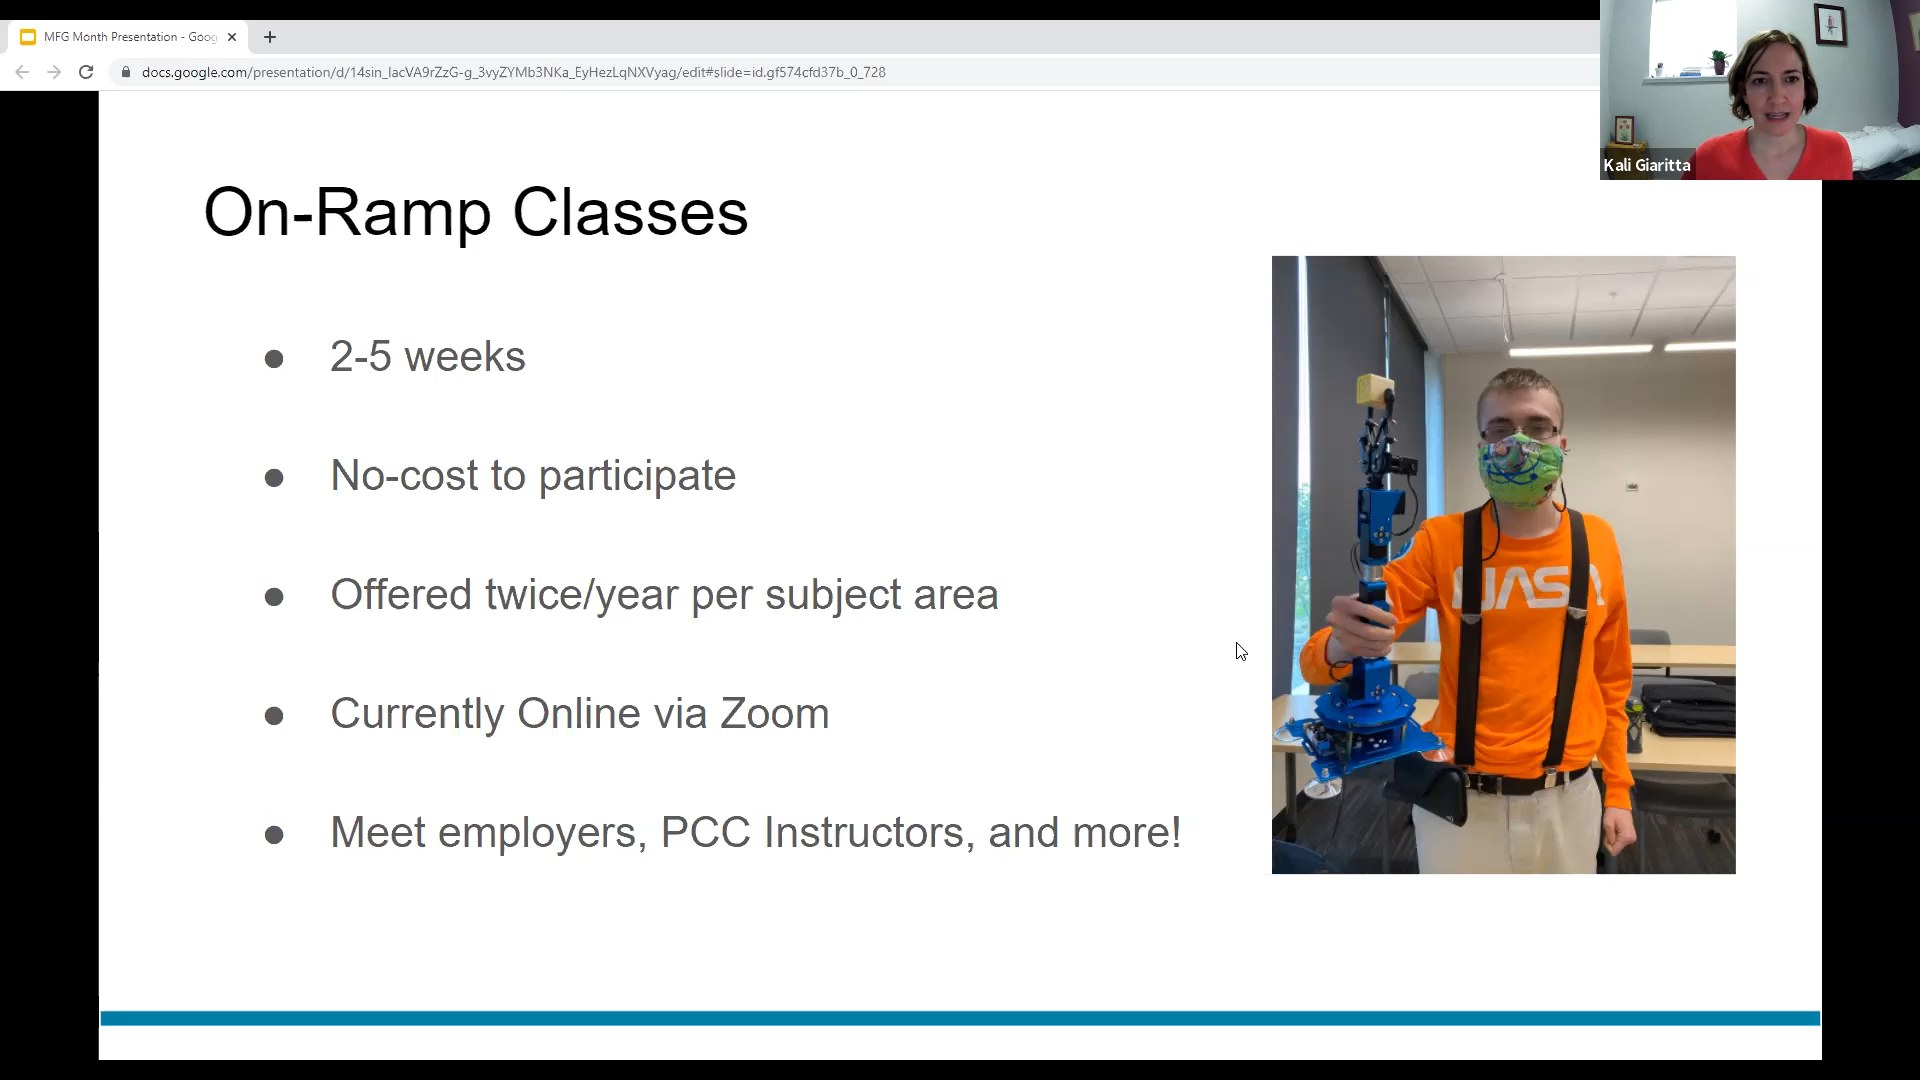 MFG Month Presentation - Goog
docs.google.com/presentation/d/14sin_lacVA9rZzG-g_3vyZYMb3NKa_EyHezLqNXVyag/edit#slide=id.gf574cfd37b_0_728
Kali Giaritta
On-Ramp Classes
● 2-5 weeks
● No-cost to participate
● Offered twice/year per subject area
● Currently Online via Zoom
● Meet employers, PCC Instructors, and more!
NASA